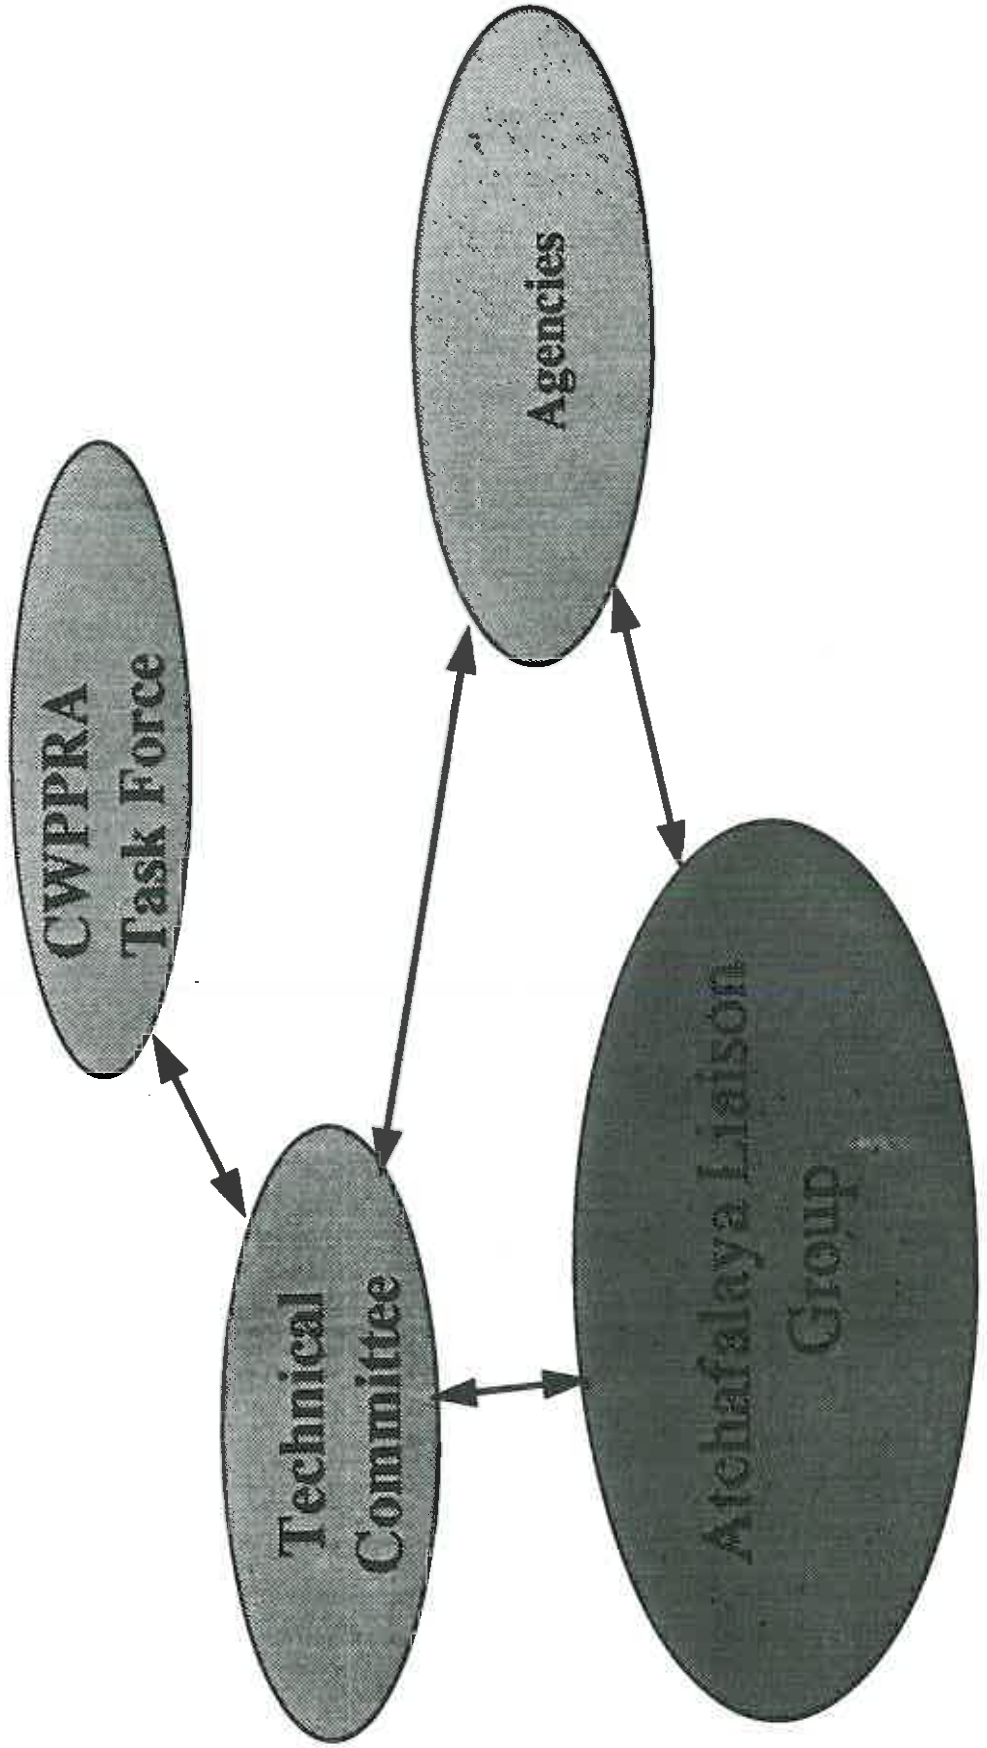 CWPPRA
Task Force
Technical
Committee
Agencies
Atchafalaya Liaison
Group